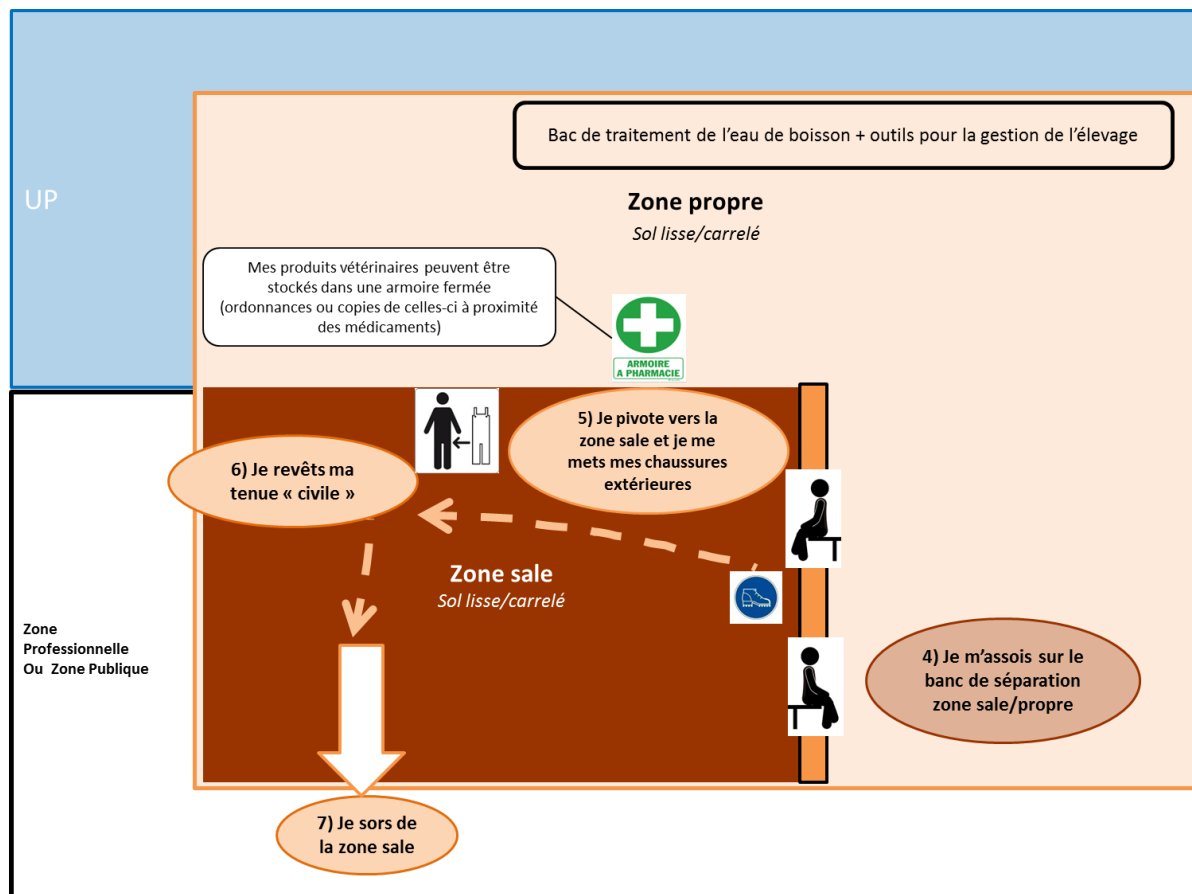 Bac de traitement de l’eau de boisson + outils pour la gestion de l’élevage
UP
Zone propre
Sol lisse/carrelé
Mes produits vétérinaires peuvent être
stockés dans une armoire fermée
(ordonnances ou copies de celles-ci à proximité
des médicaments)
ARMOIRE
A PHARMACIE
5) Je pivote vers la
zone sale et je me
mets mes chaussures
extérieures
6) Je revêts ma
tenue « civile »
Zone sale
Sol lisse/carrelé
Zone
Professionnelle
Ou Zone Publique
4) Je m’assois sur le
banc de séparation
zone sale/propre
7) Je sors de
la zone sale